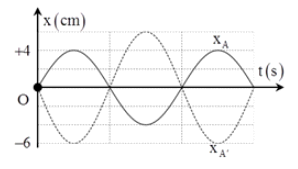 x(cm)
+4
x_A
t(s)
O
-6
x_A'